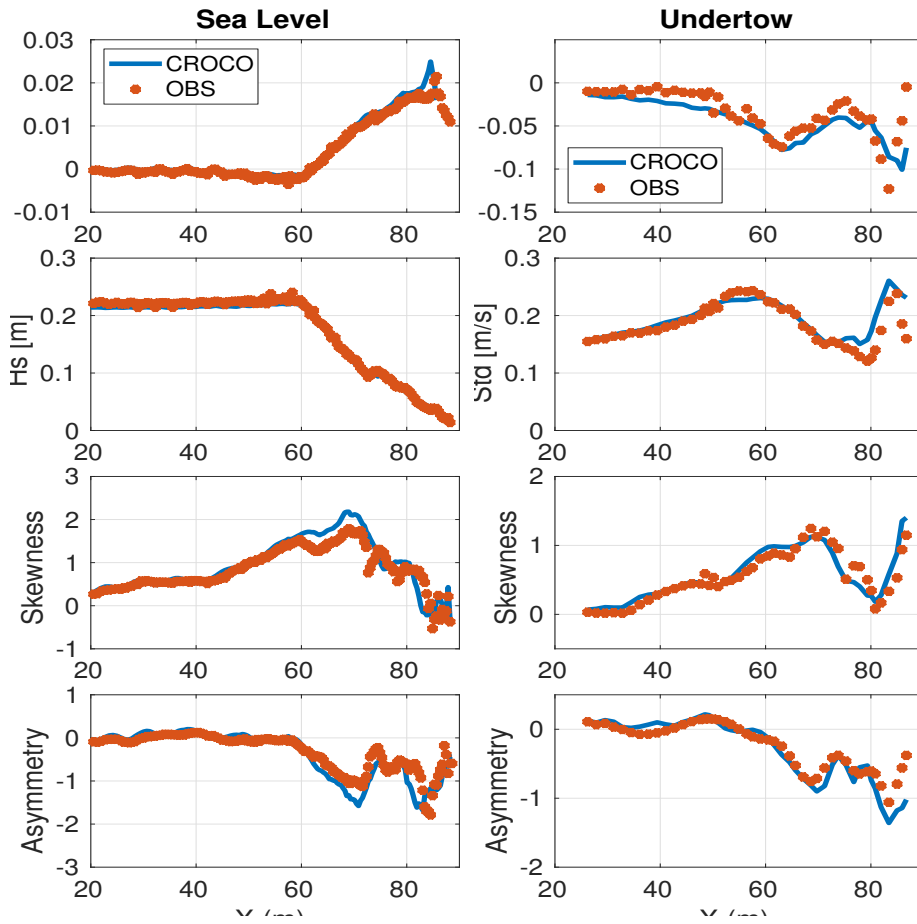 Sea Level
0.03
0.02
0.01
0
-0.01
CROCO
OBS
20 40 60 80
Undertow
0
-0.05
-0.1
-0.15
CROCO
OBS
20 40 60 80
Hs [m]
0.3
0.2
0.1
0
20 40 60 80
Std [m/s]
0.3
0.2
0.1
0
20 40 60 80
Skewness
3
2
1
0
-1
20 40 60 80
Skewness
2
1
0
20 40 60 80
Asymmetry
1
0
-1
-2
-3
20 40 60 80
Asymmetry
0
-1
-2
20 40 60 80
X (m)
X (m)